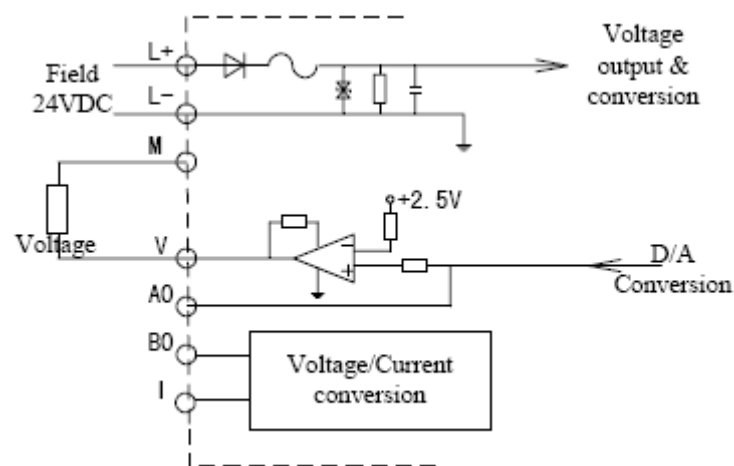 L+
Field
24VDC
L-
Voltage
output &
conversion
M
+2.5V
Voltage
V
-
+
D/A
Conversion
A0
B0
I
Voltage/Current
conversion